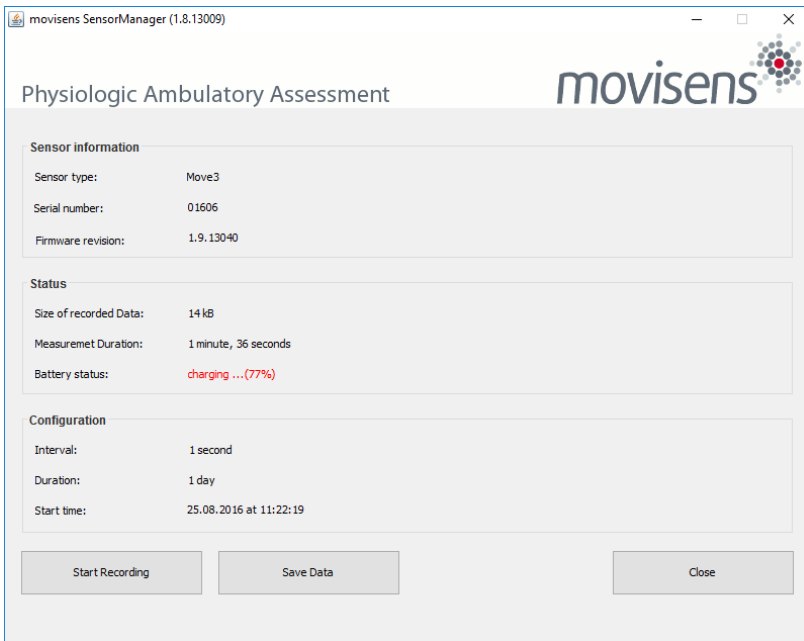 movisens SensorManager (1.8.13009)
Physiologic Ambulatory Assessment
movisens
Sensor information
Sensor type: Move3
Serial number: 01606
Firmware revision: 1.9.13040
Status
Size of recorded Data: 14 kB
Measuremet Duration: 1 minute, 36 seconds
Battery status: charging ...(77%)
Configuration
Interval: 1 second
Duration: 1 day
Start time: 25.08.2016 at 11:22:19
Start Recording Save Data Close